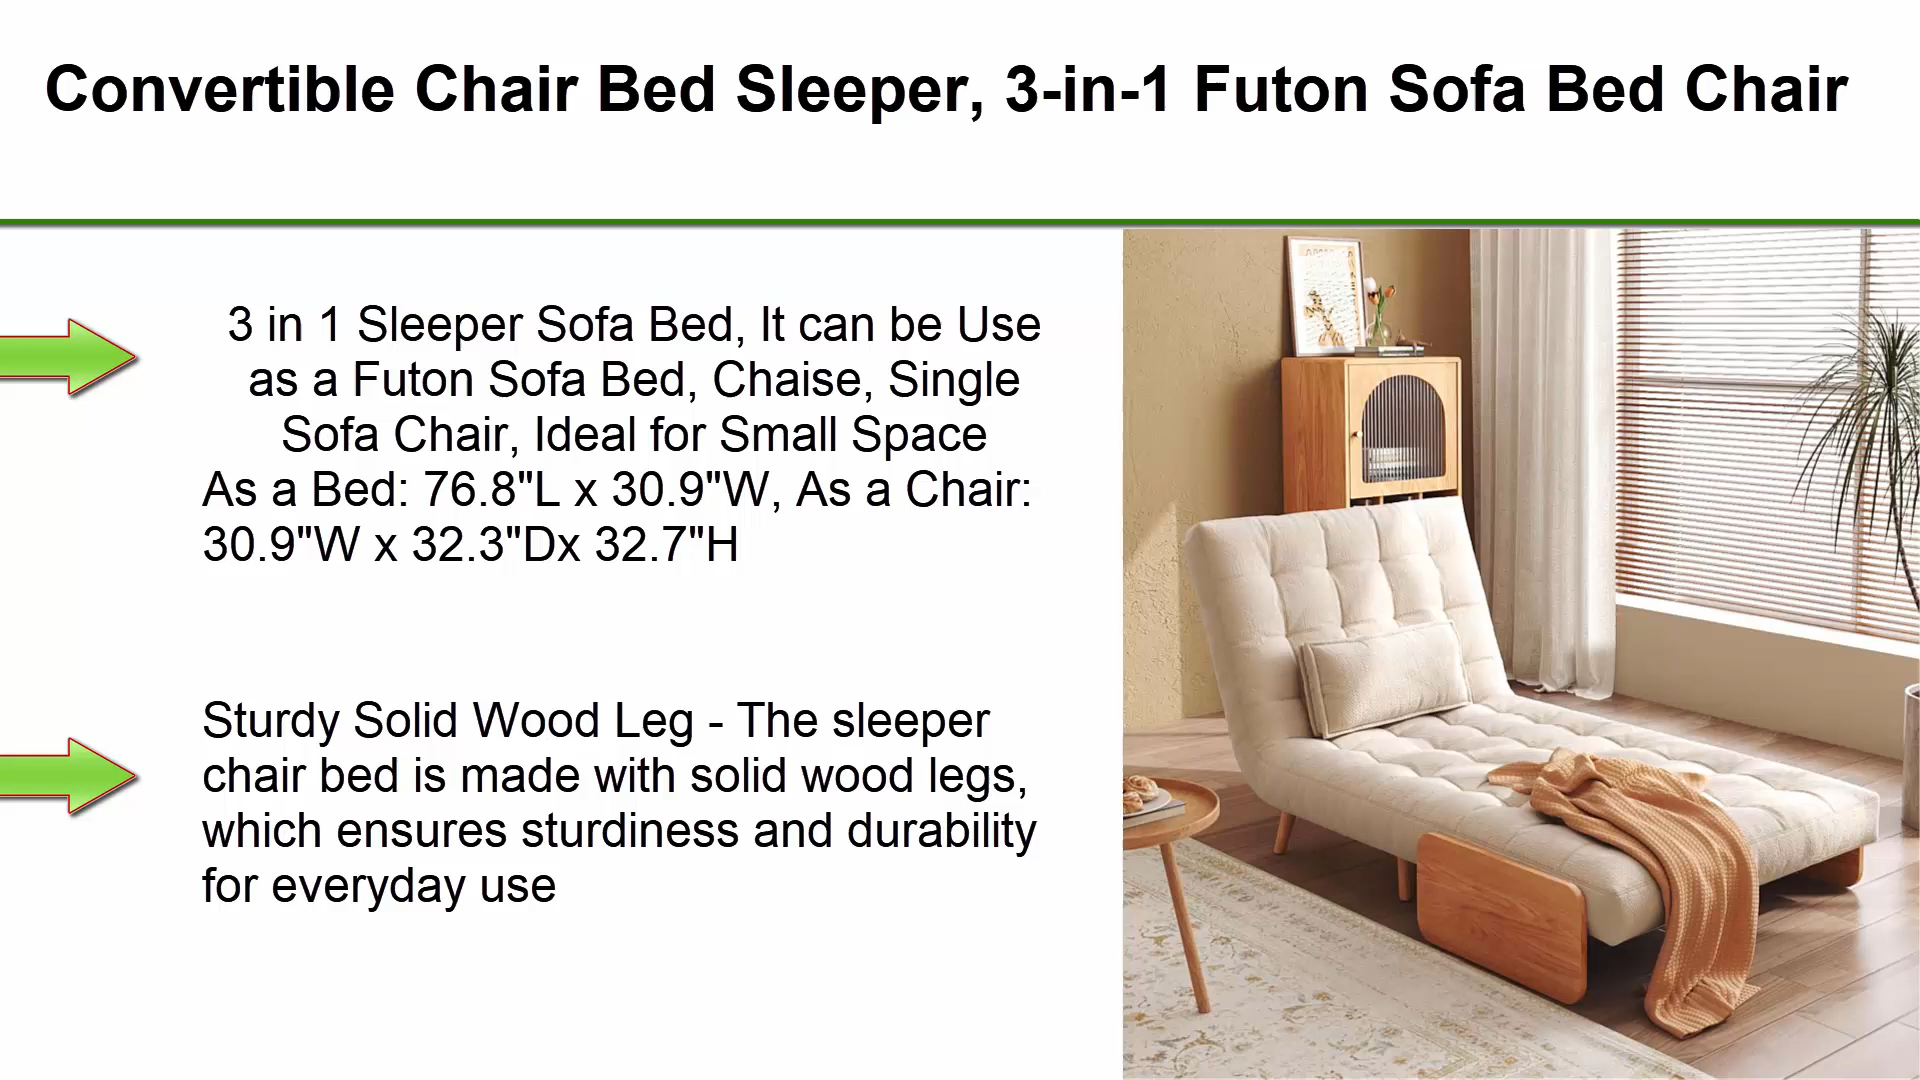 Convertible Chair Bed Sleeper, 3-in-1 Futon Sofa Bed Chair
3 in 1 Sleeper Sofa Bed, It can be Use
as a Futon Sofa Bed, Chaise, Single
Sofa Chair, Ideal for Small Space
As a Bed: 76.8"L x 30.9"W, As a Chair:
30.9"W x 32.3"Dx 32.7"H
Sturdy Solid Wood Leg - The sleeper
chair bed is made with solid wood legs,
which ensures sturdiness and durability
for everyday use